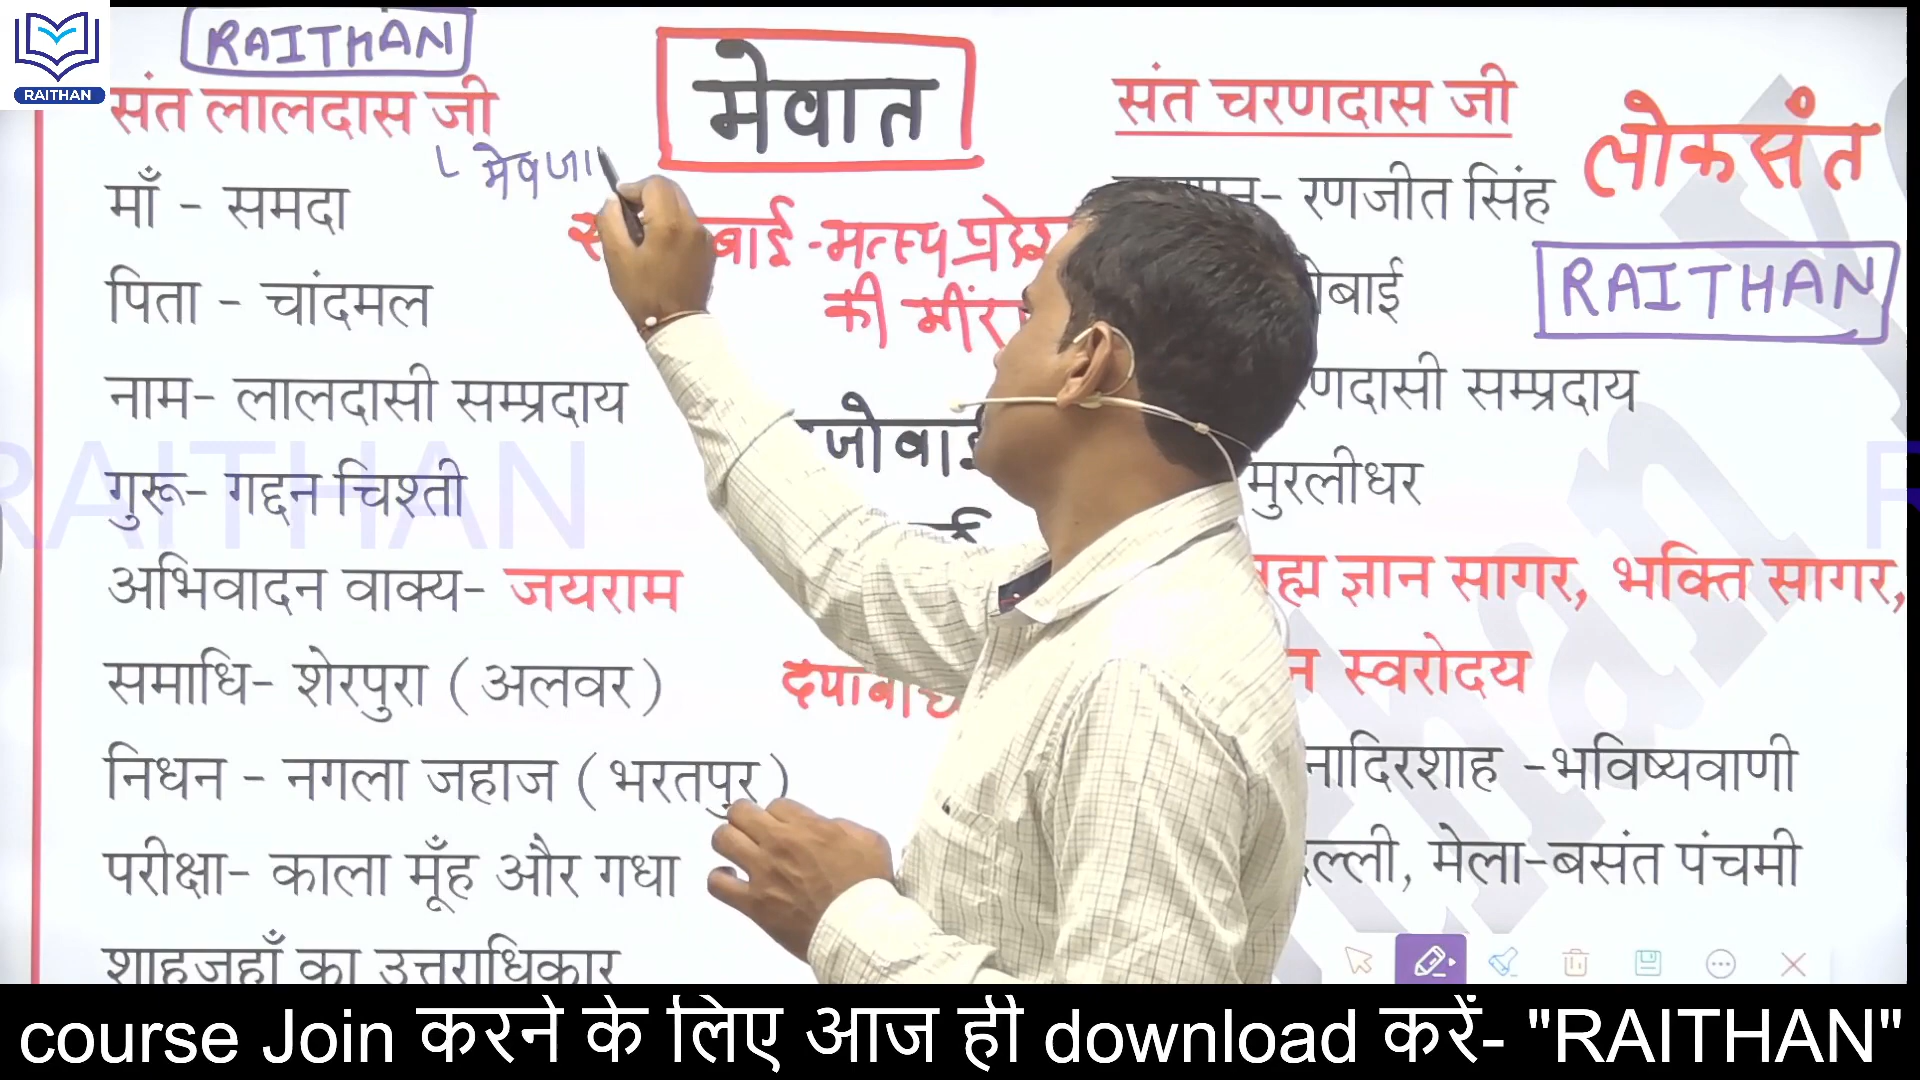 RAITHAN
RAITHAN
संत लालदास जी
मेवजा
माँ - समदा
पिता - चांदमल
नाम- लालदासी सम्प्रदाय
गुरू- गद्दन चिश्ती
अभिवादन वाक्य- जयराम
समाधि- शेरपुरा ( अलवर )
निधन - नगला जहाज ( भरतपुर )
परीक्षा- काला मूँह और गधा
शाहजहाँ का उत्तराधिकार
मेवात
बाई - मत्स्य प्रदेश
की मीरा
संत चरणदास जी
लोकसंत
- रणजीत सिंह
RAITHAN
सम्प्रदाय
मुरलीधर
ज्ञान सागर, भक्ति सागर,
स्वरोदय
नादिरशाह -भविष्यवाणी
मेला-बसंत पंचमी
RAITHAN
course Join करने के लिए आज ही download करें- "RAITHAN"